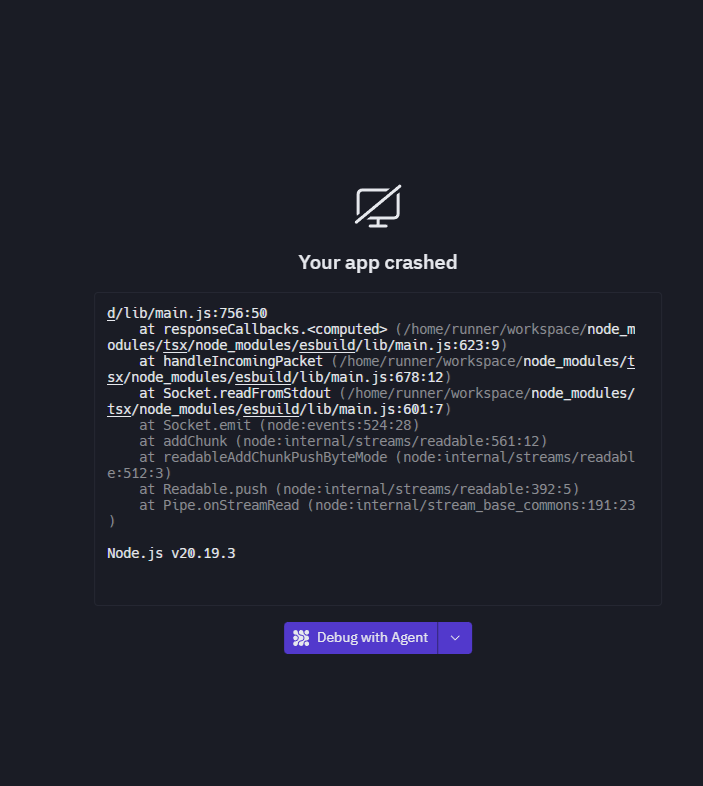 Your app crashed
d/lib/main.js:756:50
    at responseCallbacks.<computed> (/home/runner/workspace/node_m
odules/tsx/node_modules/esbuild/lib/main.js:623:9)
    at handleIncomingPacket (/home/runner/workspace/node_modules/t
sx/node_modules/esbuild/lib/main.js:678:12)
    at Socket.readFromStdout (/home/runner/workspace/node_modules/
tsx/node_modules/esbuild/lib/main.js:601:7)
    at Socket.emit (node:events:524:28)
    at addChunk (node:internal/streams/readable:561:12)
    at readableAddChunkPushByteMode (node:internal/streams/readabl
e:512:3)
    at Readable.push (node:internal/streams/readable:392:5)
    at Pipe.onStreamRead (node:internal/stream_base_commons:191:23
)
Node.js v20.19.3
Debug with Agent